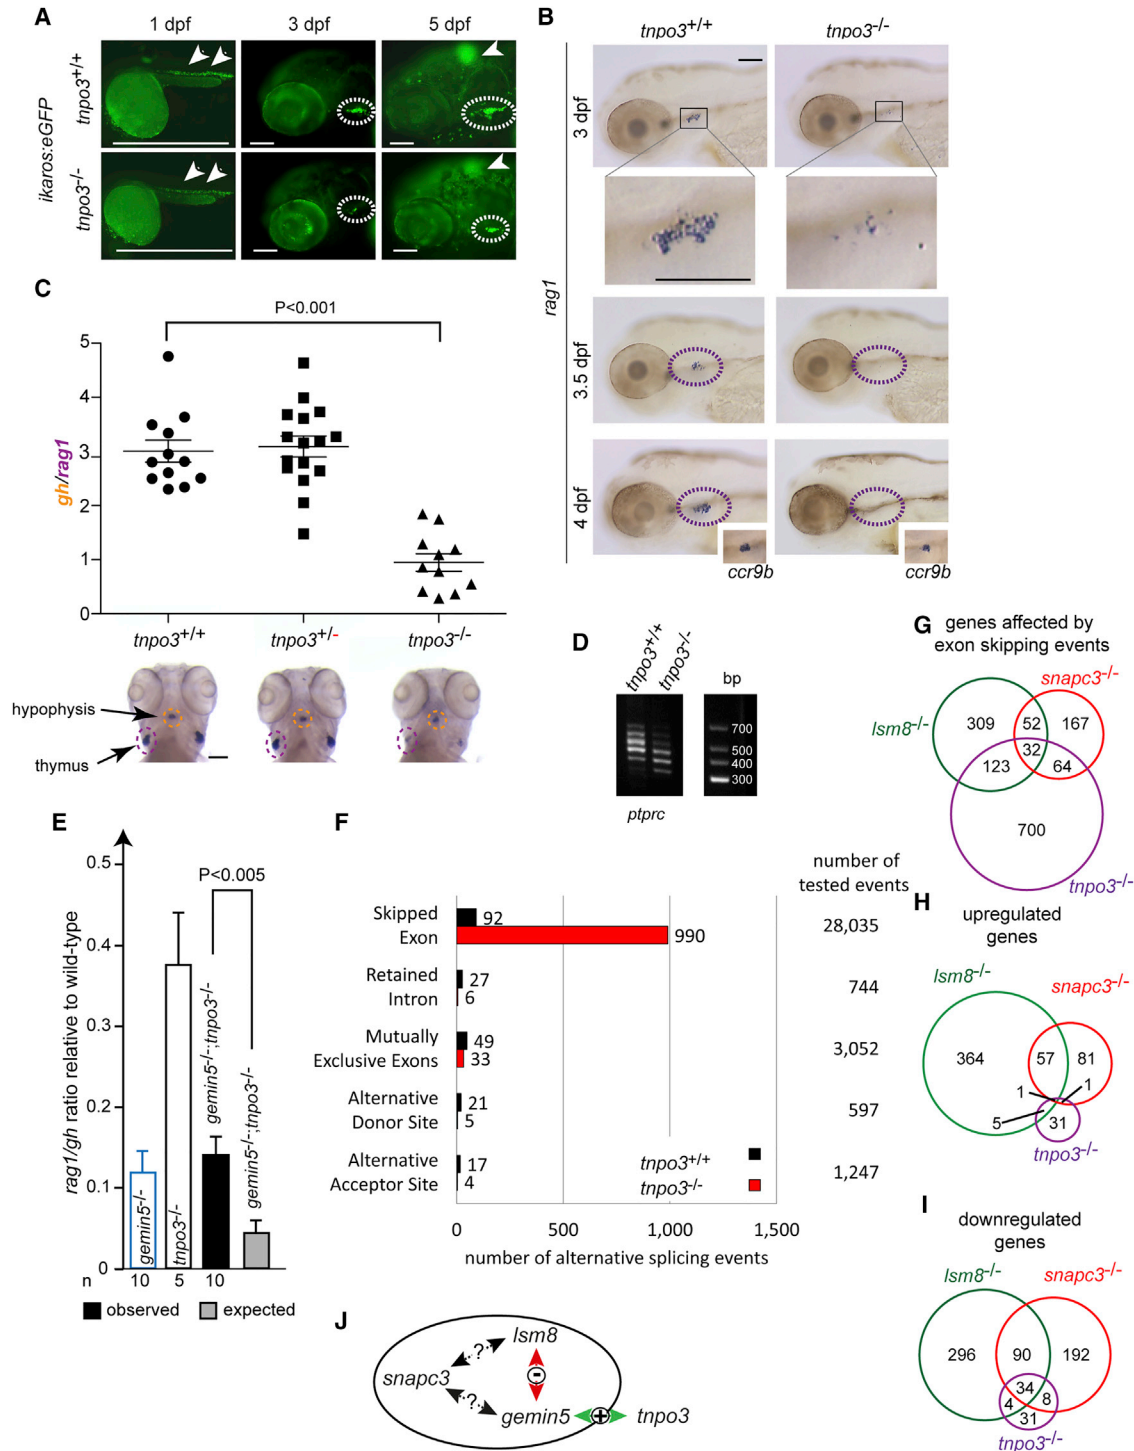 A
1 dpf
3 dpf
5 dpf
ikaros:eGFP
tnpo3+/+
tnpo3-/-
B
tnpo3+/+
tnpo3-/-
rag1
3 dpf
3.5 dpf
4 dpf
ccr9b
ccr9b
C
P<0.001
gh/rag1
5
4
3
2
1
0
tnpo3+/+
tnpo3+/-
tnpo3-/-
hypophysis
thymus
D
tnpo3+/+
tnpo3-/-
bp
700
500
400
300
ptprc
E
rag1/gh ratio relative to wild-type
0.5
0.4
0.3
0.2
0.1
0
P<0.005
gemin5-/-
tnpo3-/-
gemin5-/-;tnpo3-/-
gemin5-/-;tnpo3-/-
n
10
5
10
observed
expected
F
number of
tested events
Skipped
Exon
92
990
28,035
Retained
Intron
27
6
744
Mutually
Exclusive Exons
49
33
3,052
Alternative
Donor Site
21
5
597
Alternative
Acceptor Site
17
4
1,247
tnpo3+/+
tnpo3-/-
0
500
1,000
1,500
number of alternative splicing events
G
genes affected by
exon skipping events
snapc3-/-
lsm8-/-
309
52
167
32
123
64
700
tnpo3-/-
H
upregulated
genes
lsm8-/-
snapc3-/-
364
57
81
1
1
5
31
tnpo3-/-
I
downregulated
genes
lsm8-/-
snapc3-/-
296
90
192
34
4
8
31
tnpo3-/-
J
lsm8
?
snapc3
-
?
gemin5
+
tnpo3